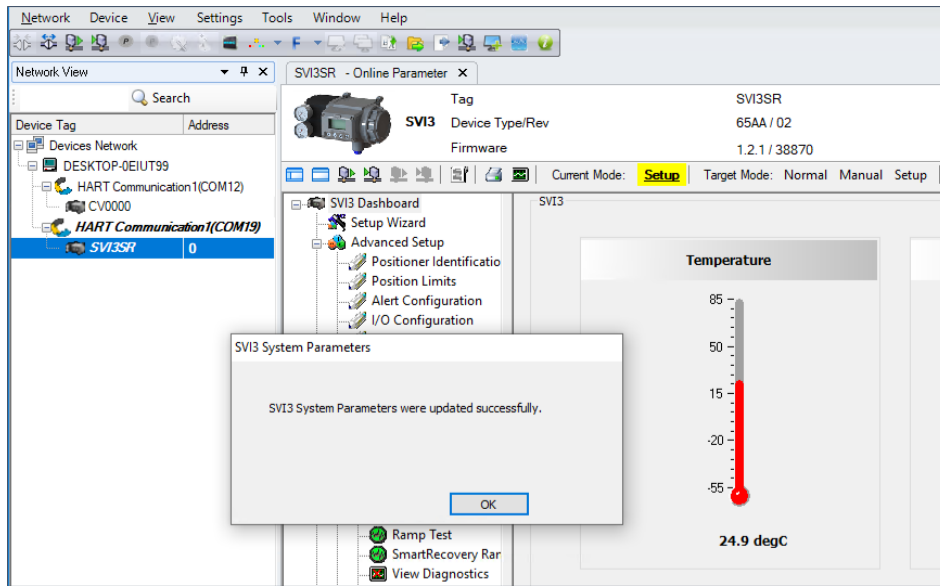 Network Device View Settings Tools Window Help
F
Network View
SVI3SR - Online Parameter
Search
Device Tag Address
Devices Network
DESKTOP-0EIUT99
HART Communication1(COM12)
CV0000
HART Communication1(COM19)
SVI3SR 0
SVI3
Tag SVI3SR
Device Type/Rev 65AA / 02
Firmware 1.2.1 / 38870
Current Mode: Setup Target Mode: Normal Manual Setup
SVI3 Dashboard
Setup Wizard
Advanced Setup
Positioner Identificatio
Position Limits
Alert Configuration
I/O Configuration
SVI3 System Parameters
SVI3 System Parameters were updated successfully.
OK
Ramp Test
SmartRecovery Rar
View Diagnostics
SVI3
Temperature
85
50
15
-20
-55
24.9 degC